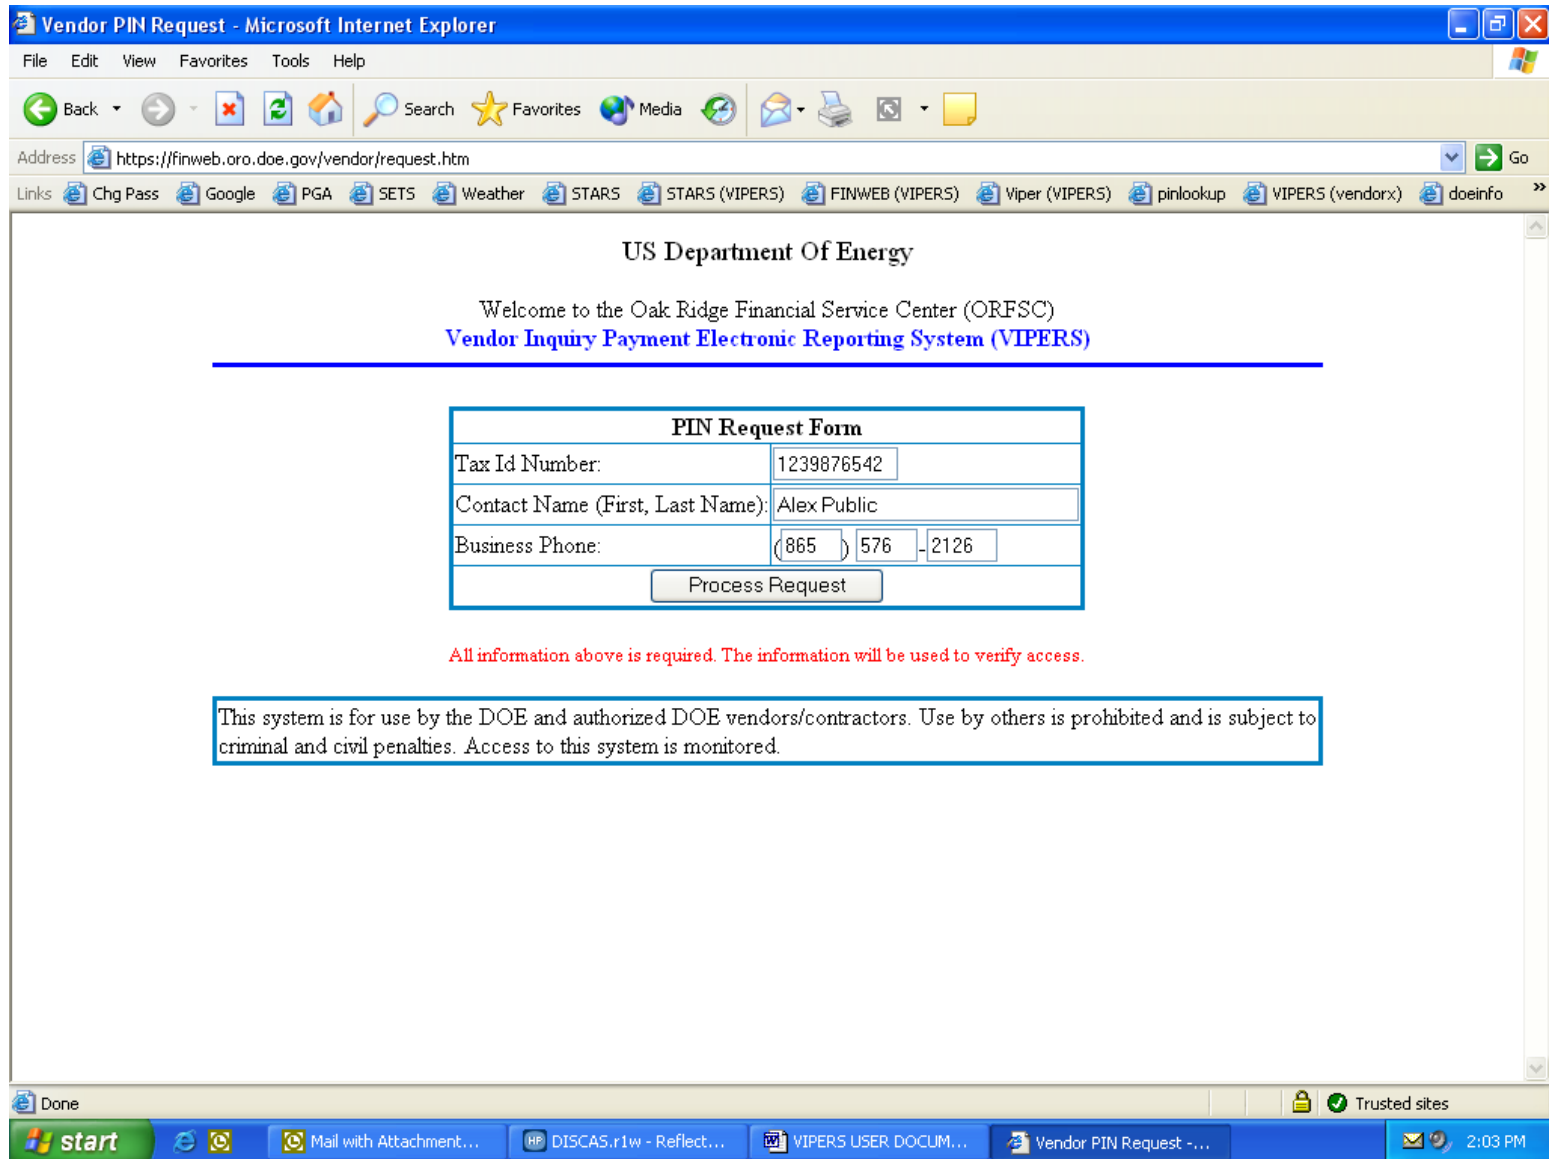 Vendor PIN Request - Microsoft Internet Explorer
File Edit View Favorites Tools Help
Back Search Favorites Media
Address https://finweb.oro.doe.gov/vendor/request.htm Go
Links Chg Pass Google PGA SETS Weather STARS STARS (VIPERS) FINWEB (VIPERS) Viper (VIPERS) pinlookup VIPERS (vendorx) doeinfo »
US Department Of Energy
Welcome to the Oak Ridge Financial Service Center (ORFSC)
Vendor Inquiry Payment Electronic Reporting System (VIPERS)
PIN Request Form
Tax Id Number: 1239876542
Contact Name (First, Last Name): Alex Public
Business Phone: (865) 576 - 2126
Process Request
All information above is required. The information will be used to verify access.
This system is for use by the DOE and authorized DOE vendors/contractors. Use by others is prohibited and is subject to
criminal and civil penalties. Access to this system is monitored.
Done Trusted sites
start Mail with Attachment... HP DISCAS.r1w - Reflect... VIPERS USER DOCUM... Vendor PIN Request -... 2:03 PM